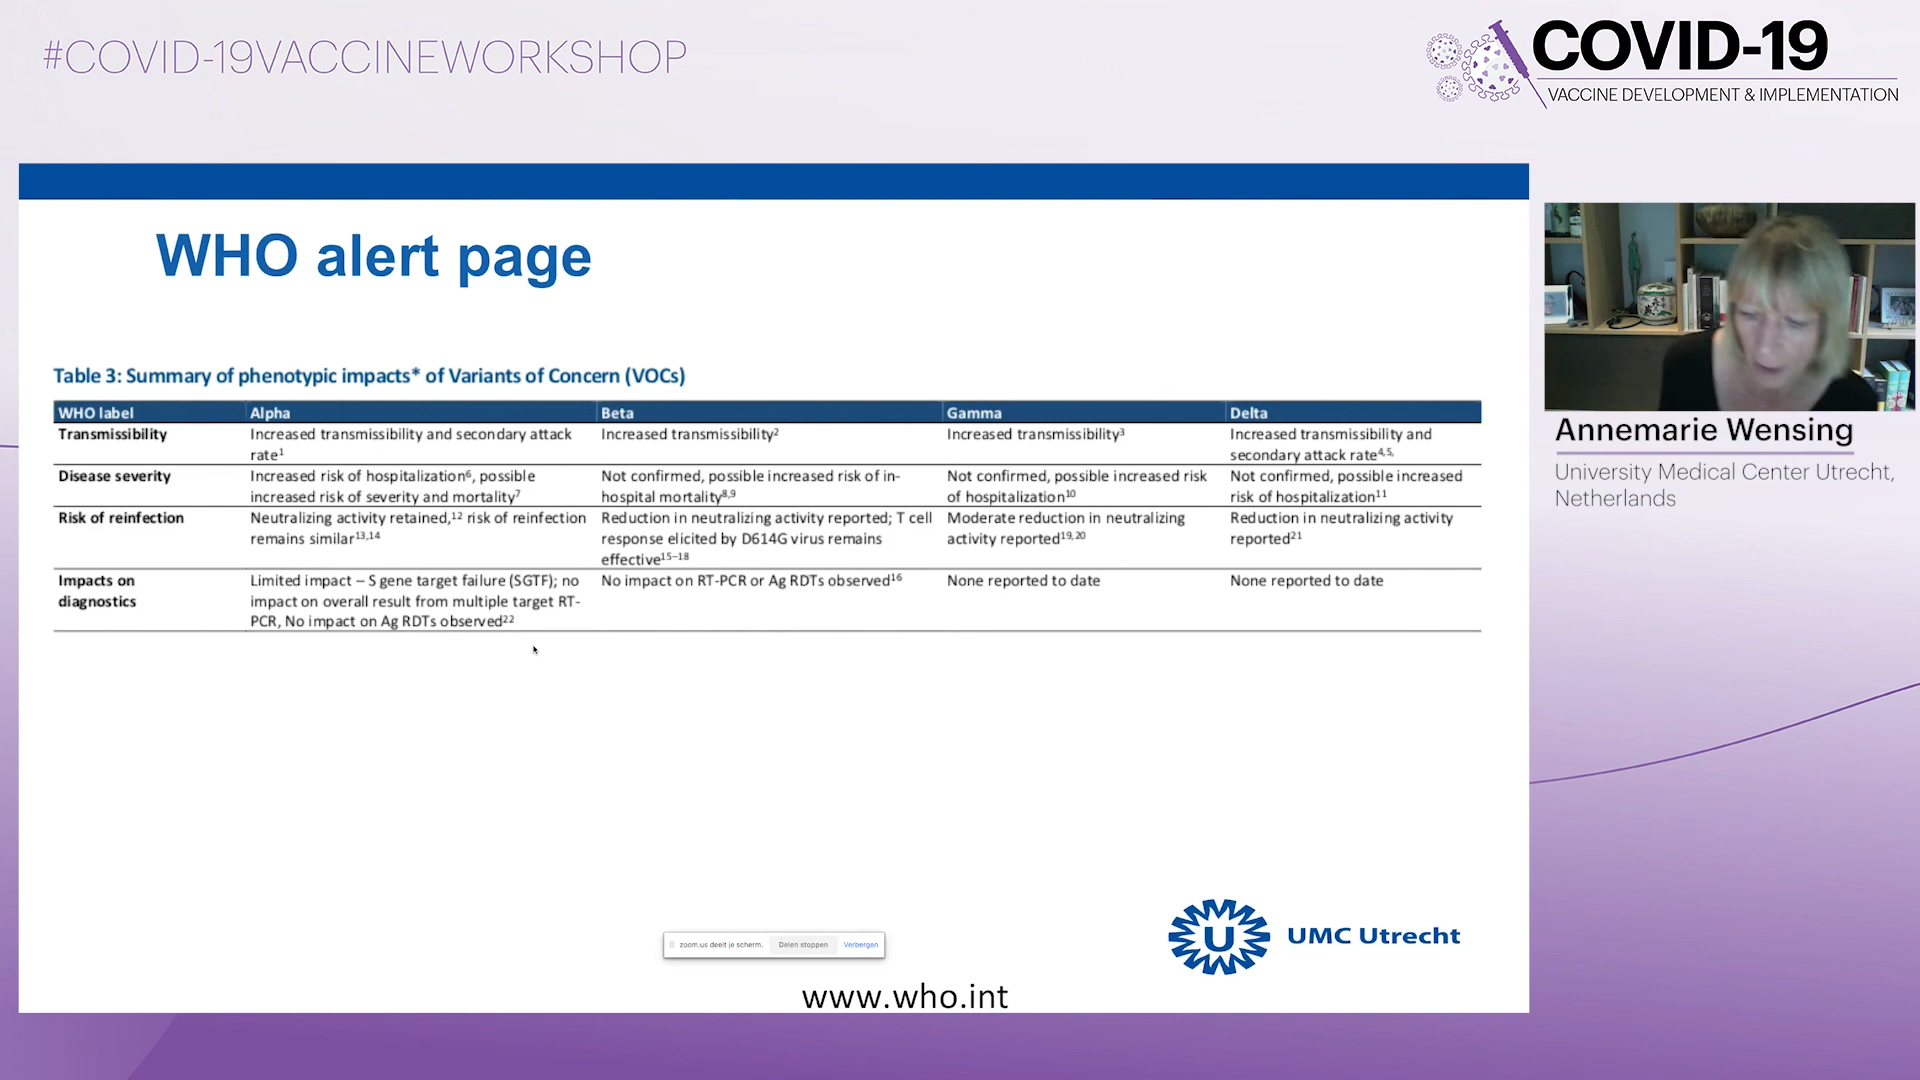 #COVID-19VACCINEWORKSHOP
COVID-19
VACCINE DEVELOPMENT & IMPLEMENTATION
WHO alert page
Table 3: Summary of phenotypic impacts* of Variants of Concern (VOCs)
WHO label Alpha Beta Gamma Delta
Transmissibility
Increased transmissibility and secondary attack
rate¹
Increased transmissibility²
Increased transmissibility³
Increased transmissibility and
secondary attack rate⁴,⁵,
Disease severity
Increased risk of hospitalization⁶, possible
increased risk of severity and mortality⁷
Not confirmed, possible increased risk of in-
hospital mortality⁸,⁹
Not confirmed, possible increased risk
of hospitalization¹⁰
Not confirmed, possible increased
risk of hospitalization¹¹
Risk of reinfection
Neutralizing activity retained,¹² risk of reinfection
remains similar¹³,¹⁴
Reduction in neutralizing activity reported; T cell
response elicited by D614G virus remains
effective¹⁵⁻¹⁸
Moderate reduction in neutralizing
activity reported¹⁹,²⁰
Reduction in neutralizing activity
reported²¹
Impacts on
diagnostics
Limited impact – S gene target failure (SGTF); no
impact on overall result from multiple target RT-
PCR, No impact on Ag RDTs observed²²
No impact on RT-PCR or Ag RDTs observed¹⁶
None reported to date
None reported to date
zoom.us deelt je scherm. Delen stoppen Verbergen
U
UMC Utrecht
www.who.int
Annemarie Wensing
University Medical Center Utrecht,
Netherlands